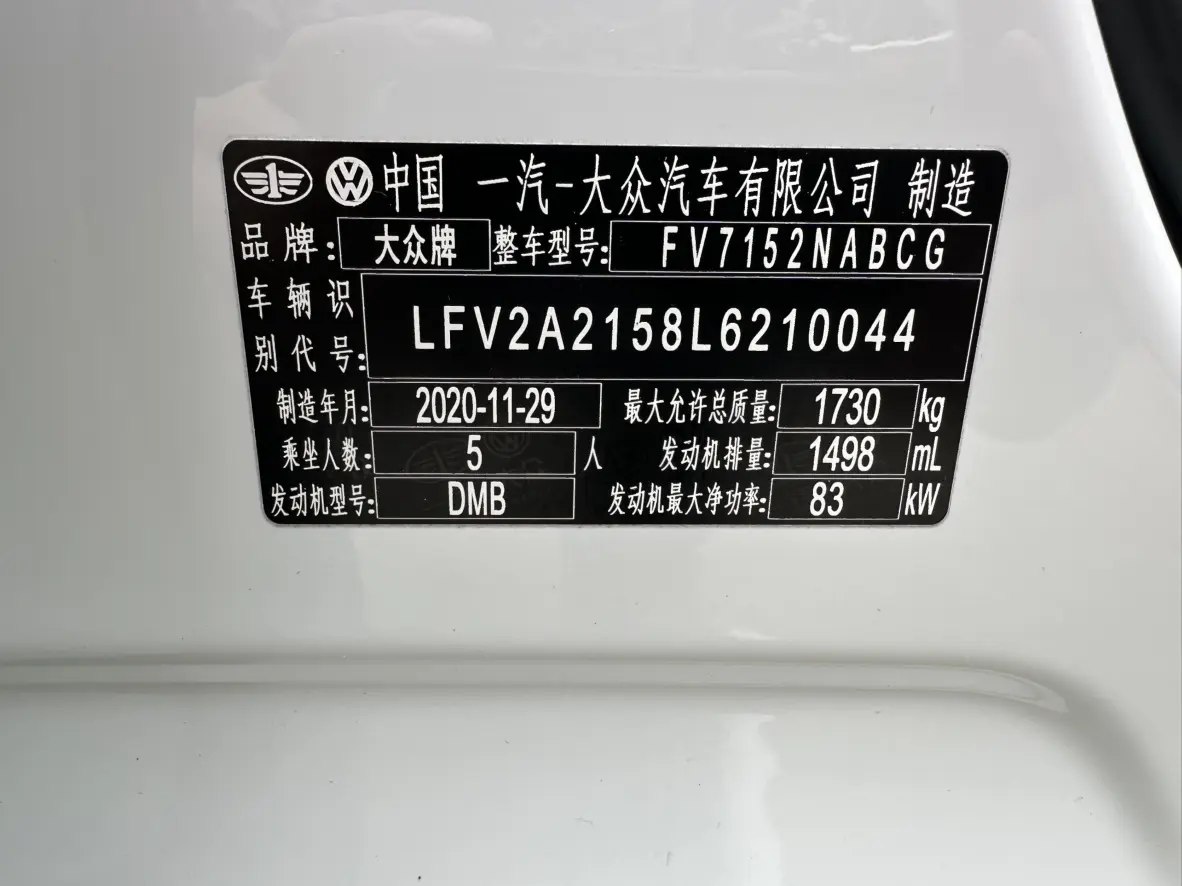 中国 一汽-大众汽车有限公司 制造
品牌: 大众牌 整车型号: FV7152NABCG
车辆识
别代号: LFV2A2158L6210044
制造年月: 2020-11-29 最大允许总质量: 1730 kg
乘坐人数: 5 人 发动机排量: 1498 mL
发动机型号: DMB 发动机最大净功率: 83 kW